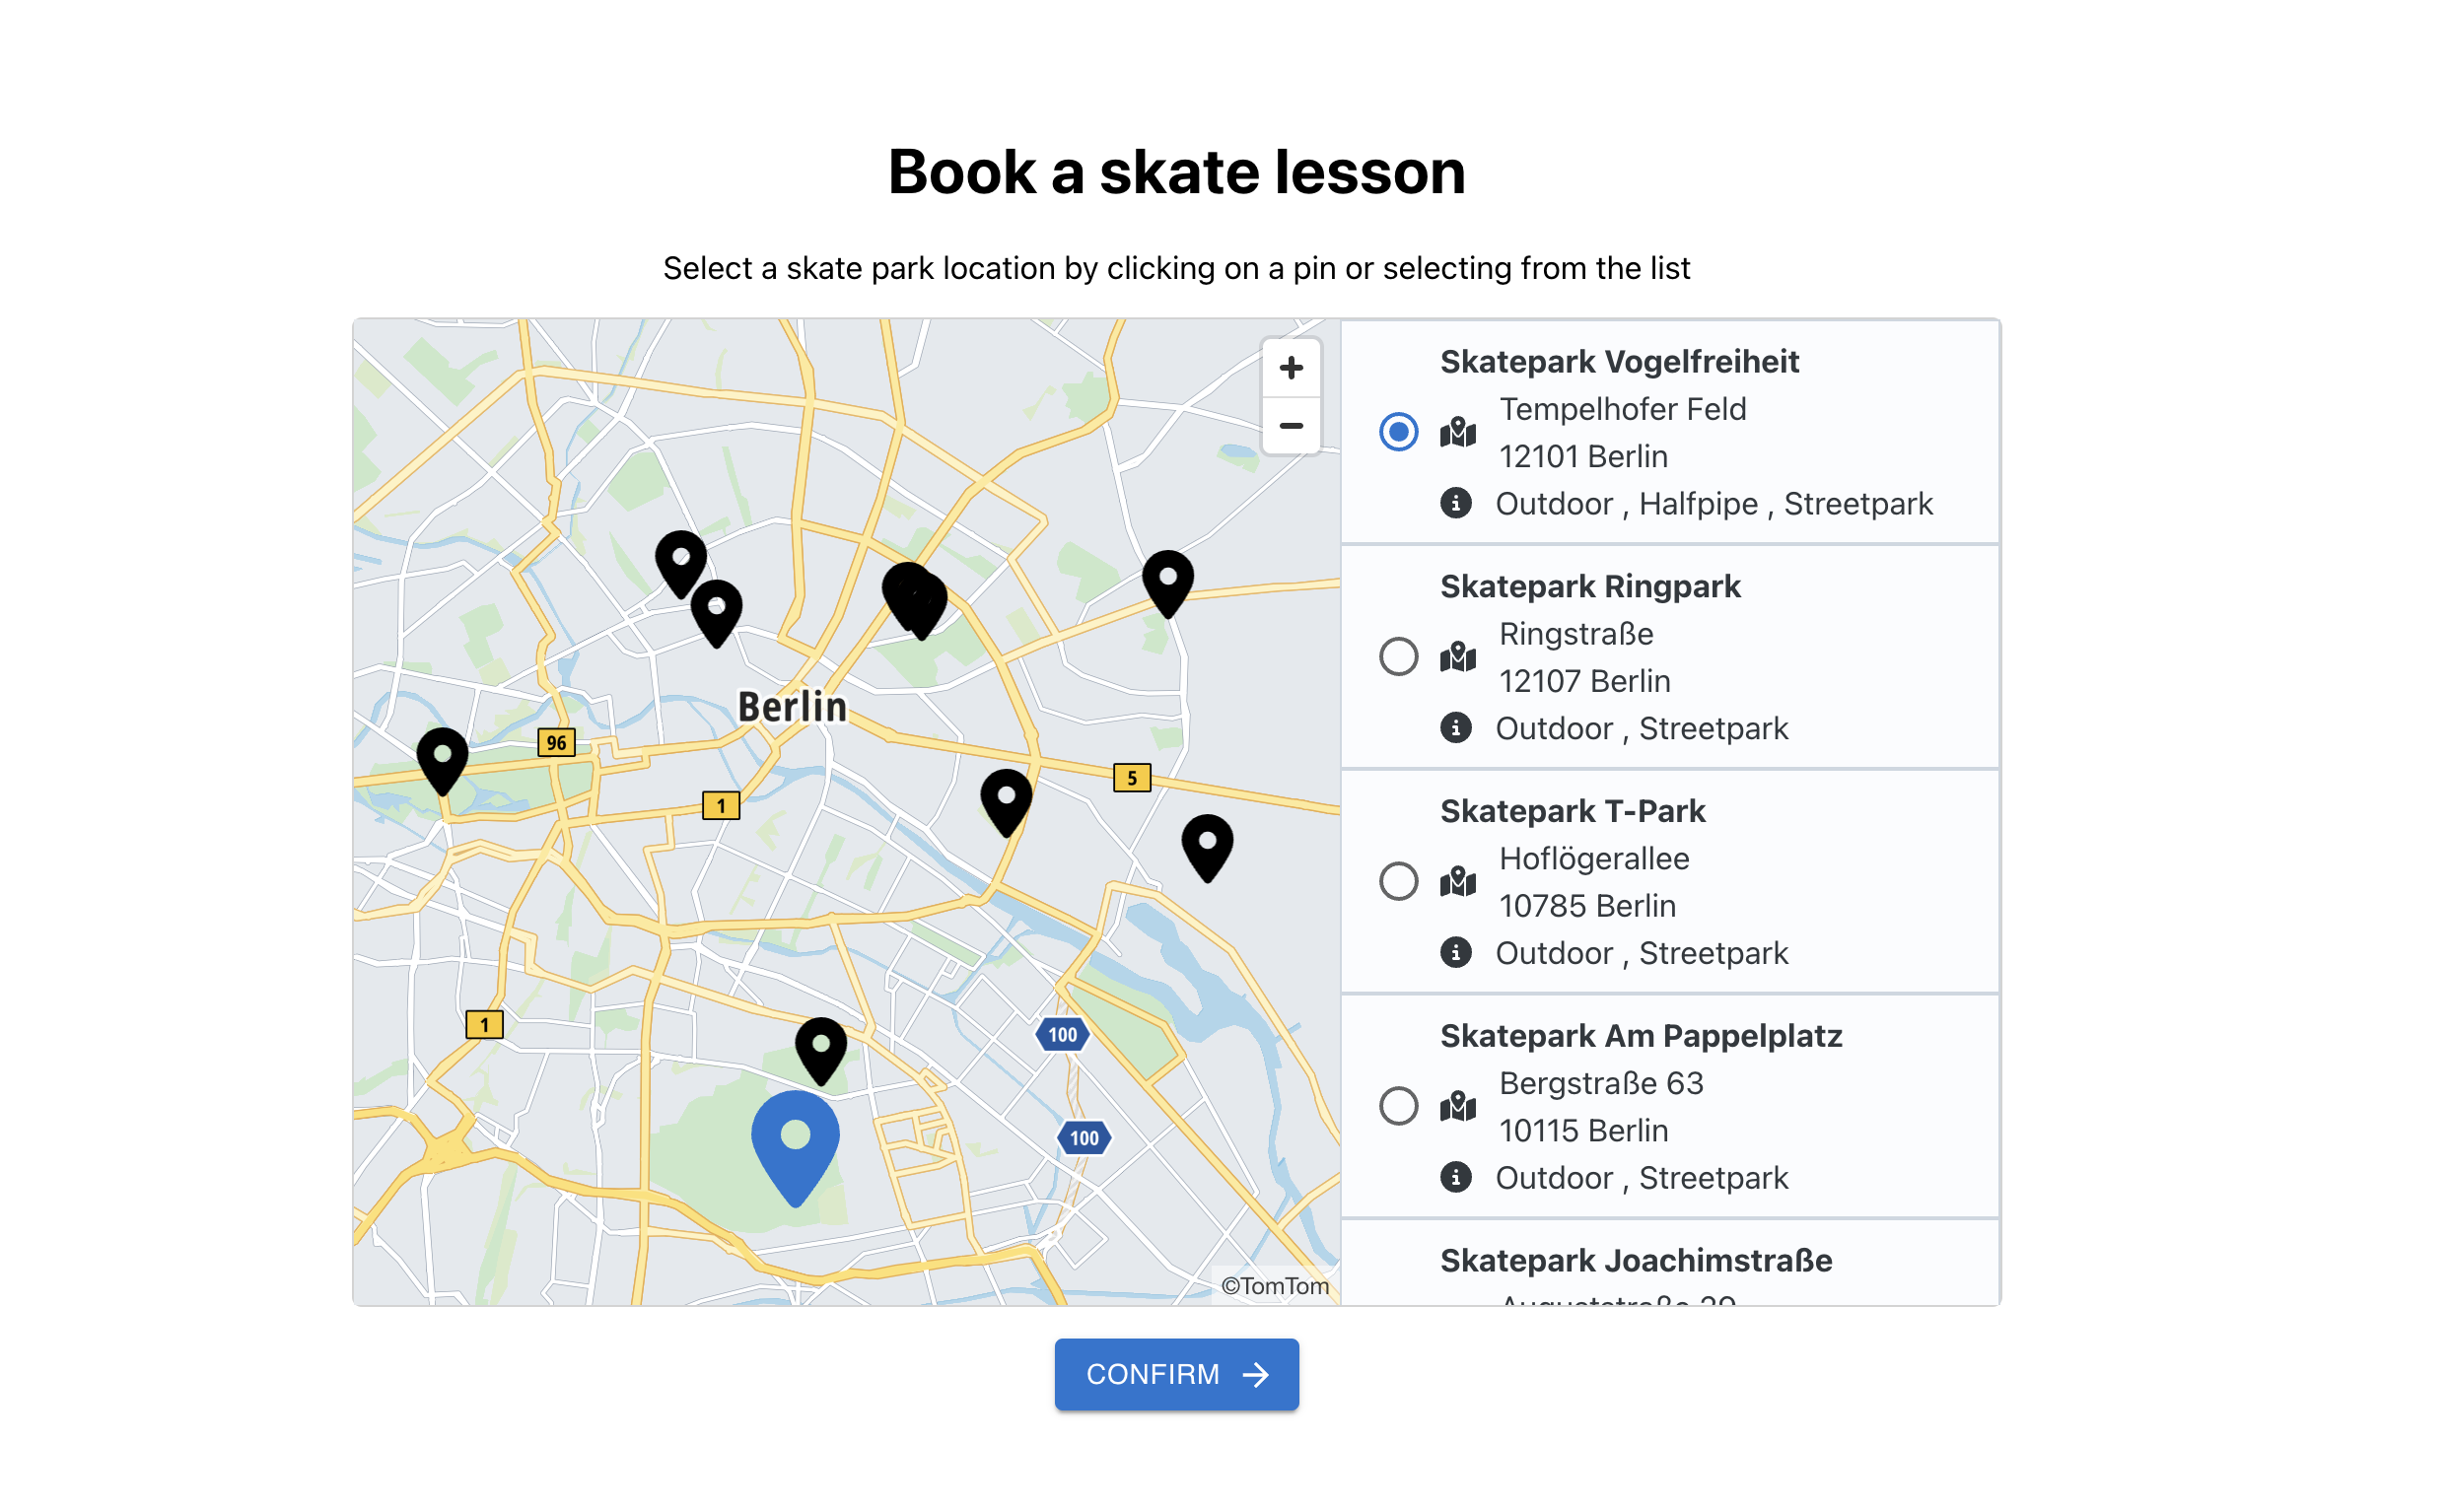 Book a skate lesson
Select a skate park location by clicking on a pin or selecting from the list
+
−
Berlin
96
1
5
1
100
100
©TomTom
Skatepark Vogelfreiheit
Tempelhofer Feld
12101 Berlin
Outdoor , Halfpipe , Streetpark
Skatepark Ringpark
Ringstraße
12107 Berlin
Outdoor , Streetpark
Skatepark T-Park
Hoflögerallee
10785 Berlin
Outdoor , Streetpark
Skatepark Am Pappelplatz
Bergstraße 63
10115 Berlin
Outdoor , Streetpark
Skatepark Joachimstraße
CONFIRM